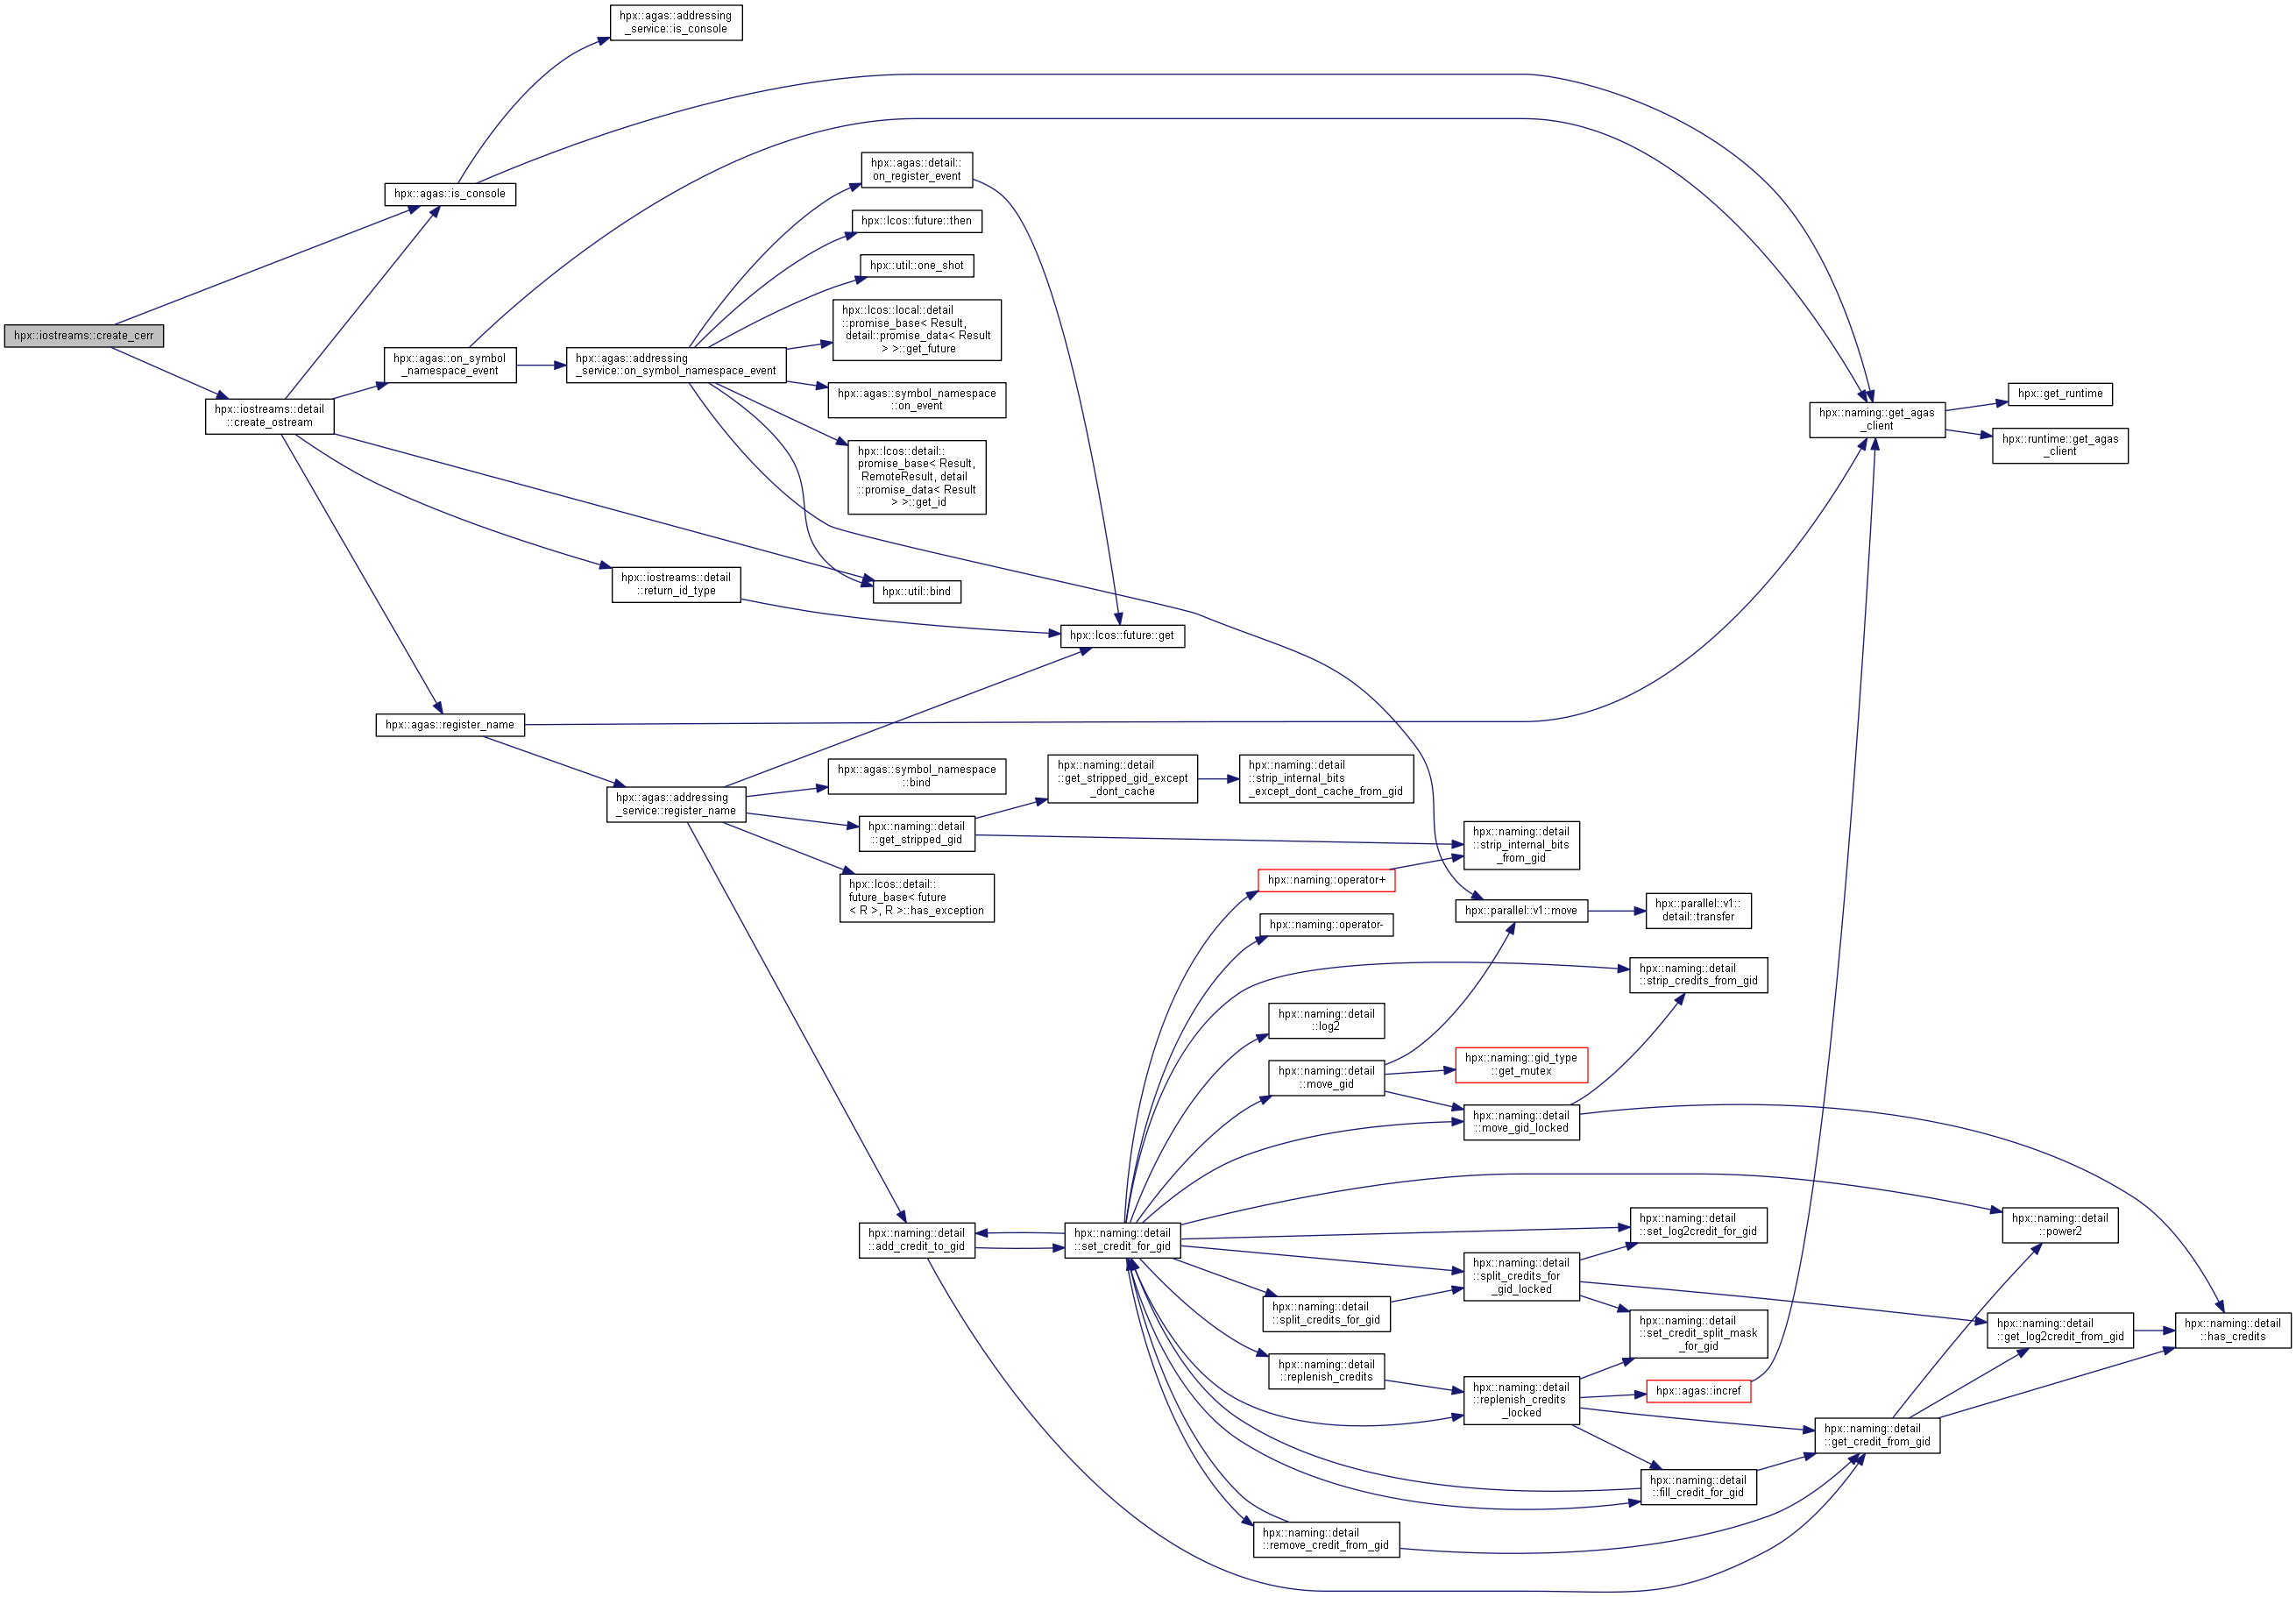 hpx::agas::addressing
_service::is_console
hpx::agas::is_console
hpx::iostreams::create_cerr
hpx::agas::on_symbol
_namespace_event
hpx::iostreams::detail
::create_ostream
hpx::agas::addressing
_service::on_symbol_namespace_event
hpx::agas::detail::
on_register_event
hpx::lcos::future::then
hpx::util::one_shot
hpx::lcos::local::detail
::promise_base< Result,
detail::promise_data< Result
> >::get_future
hpx::agas::symbol_namespace
::on_event
hpx::lcos::detail::
promise_base< Result,
RemoteResult, detail
::promise_data< Result
> >::get_id
hpx::naming::get_agas
_client
hpx::get_runtime
hpx::runtime::get_agas
_client
hpx::iostreams::detail
::return_id_type
hpx::util::bind
hpx::lcos::future::get
hpx::agas::register_name
hpx::agas::addressing
_service::register_name
hpx::agas::symbol_namespace
::bind
hpx::naming::detail
::get_stripped_gid
hpx::naming::detail
::get_stripped_gid_except
_dont_cache
hpx::naming::detail
::strip_internal_bits
_except_dont_cache_from_gid
hpx::lcos::detail::
future_base< future
< R >, R >::has_exception
hpx::naming::detail
::strip_internal_bits
_from_gid
hpx::naming::operator+
hpx::parallel::v1::move
hpx::parallel::v1::
detail::transfer
hpx::naming::operator-
hpx::naming::detail
::strip_credits_from_gid
hpx::naming::detail
::log2
hpx::naming::detail
::move_gid
hpx::naming::gid_type
::get_mutex
hpx::naming::detail
::move_gid_locked
hpx::naming::detail
::add_credit_to_gid
hpx::naming::detail
::set_credit_for_gid
hpx::naming::detail
::set_log2credit_for_gid
hpx::naming::detail
::power2
hpx::naming::detail
::split_credits_for
_gid_locked
hpx::naming::detail
::split_credits_for_gid
hpx::naming::detail
::set_credit_split_mask
_for_gid
hpx::naming::detail
::get_log2credit_from_gid
hpx::naming::detail
::has_credits
hpx::naming::detail
::replenish_credits
hpx::naming::detail
::replenish_credits
_locked
hpx::agas::incref
hpx::naming::detail
::get_credit_from_gid
hpx::naming::detail
::fill_credit_for_gid
hpx::naming::detail
::remove_credit_from_gid